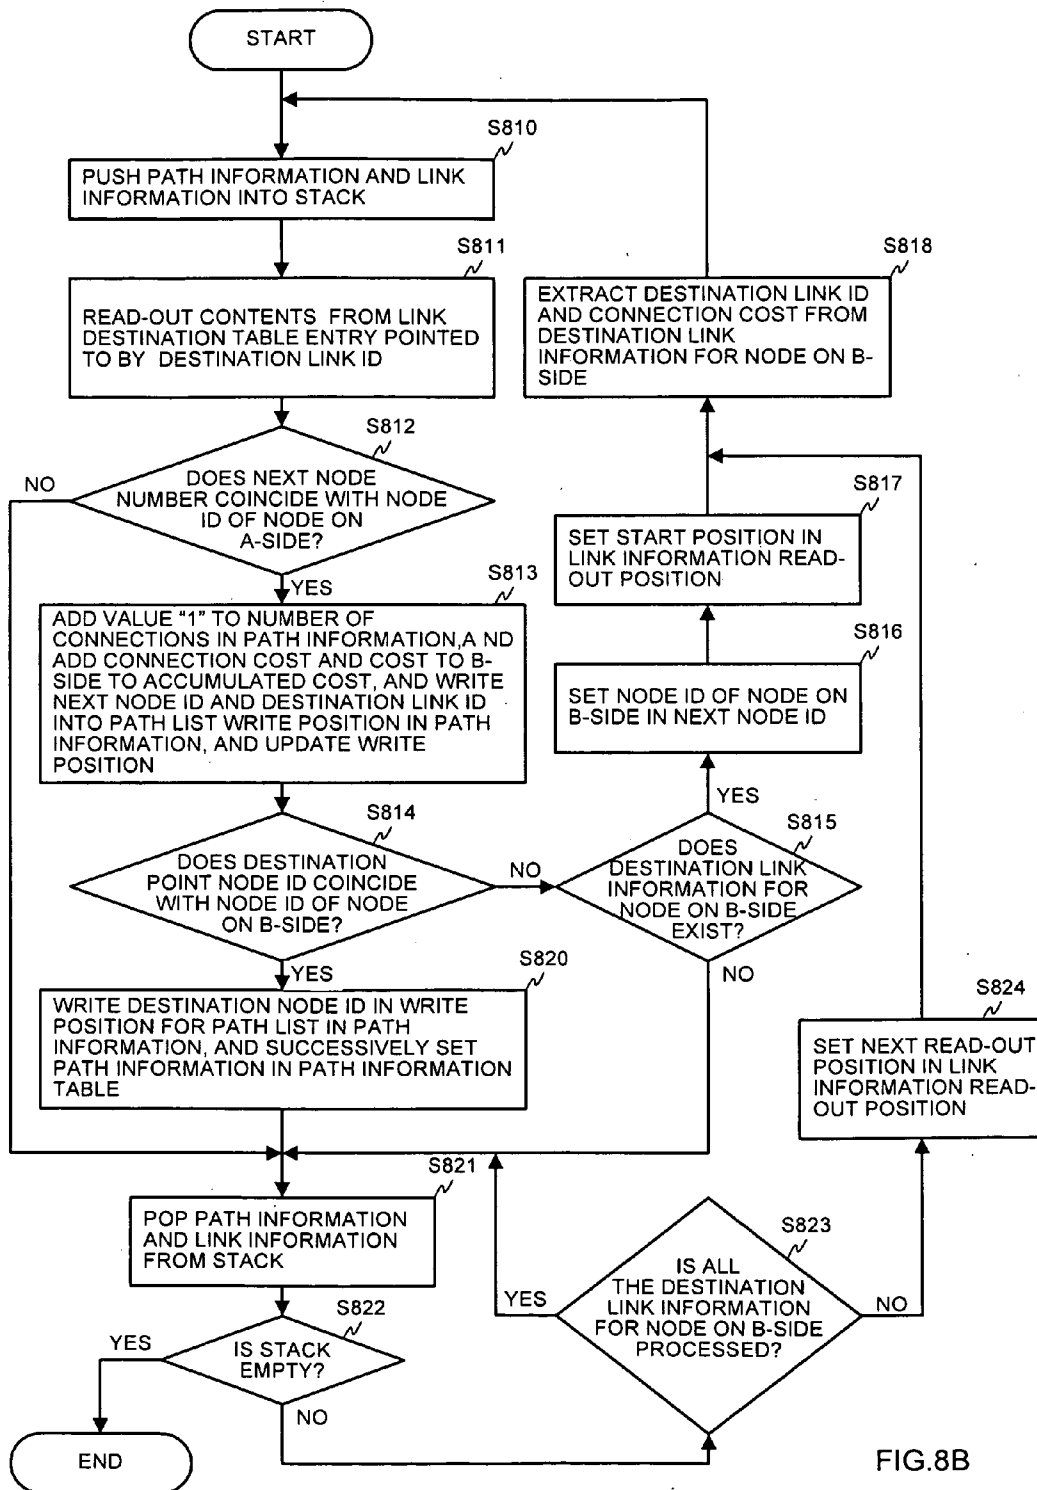 START
S810
PUSH PATH INFORMATION AND LINK
INFORMATION INTO STACK
S811
READ-OUT CONTENTS FROM LINK
DESTINATION TABLE ENTRY POINTED
TO BY DESTINATION LINK ID
S812
DOES NEXT NODE
NUMBER COINCIDE WITH NODE
ID OF NODE ON
A-SIDE?
NO
YES
S813
ADD VALUE "1" TO NUMBER OF
CONNECTIONS IN PATH INFORMATION,A ND
ADD CONNECTION COST AND COST TO B-
SIDE TO ACCUMULATED COST, AND WRITE
NEXT NODE ID AND DESTINATION LINK ID
INTO PATH LIST WRITE POSITION IN PATH
INFORMATION, AND UPDATE WRITE
POSITION
S814
DOES DESTINATION
POINT NODE ID COINCIDE
WITH NODE ID OF NODE
ON B-SIDE?
NO
YES
S815
DOES
DESTINATION LINK
INFORMATION FOR
NODE ON B-SIDE
EXIST?
YES
NO
S816
SET NODE ID OF NODE ON
B-SIDE IN NEXT NODE ID
S817
SET START POSITION IN
LINK INFORMATION READ-
OUT POSITION
S818
EXTRACT DESTINATION LINK ID
AND CONNECTION COST FROM
DESTINATION LINK
INFORMATION FOR NODE ON B-
SIDE
S820
WRITE DESTINATION NODE ID IN WRITE
POSITION FOR PATH LIST IN PATH
INFORMATION, AND SUCCESSIVELY SET
PATH INFORMATION IN PATH INFORMATION
TABLE
S821
POP PATH INFORMATION
AND LINK INFORMATION
FROM STACK
S822
IS STACK
EMPTY?
YES
NO
END
S823
IS ALL
THE DESTINATION
LINK INFORMATION
FOR NODE ON B-SIDE
PROCESSED?
YES
NO
S824
SET NEXT READ-OUT
POSITION IN LINK
INFORMATION READ-
OUT POSITION
FIG.8B